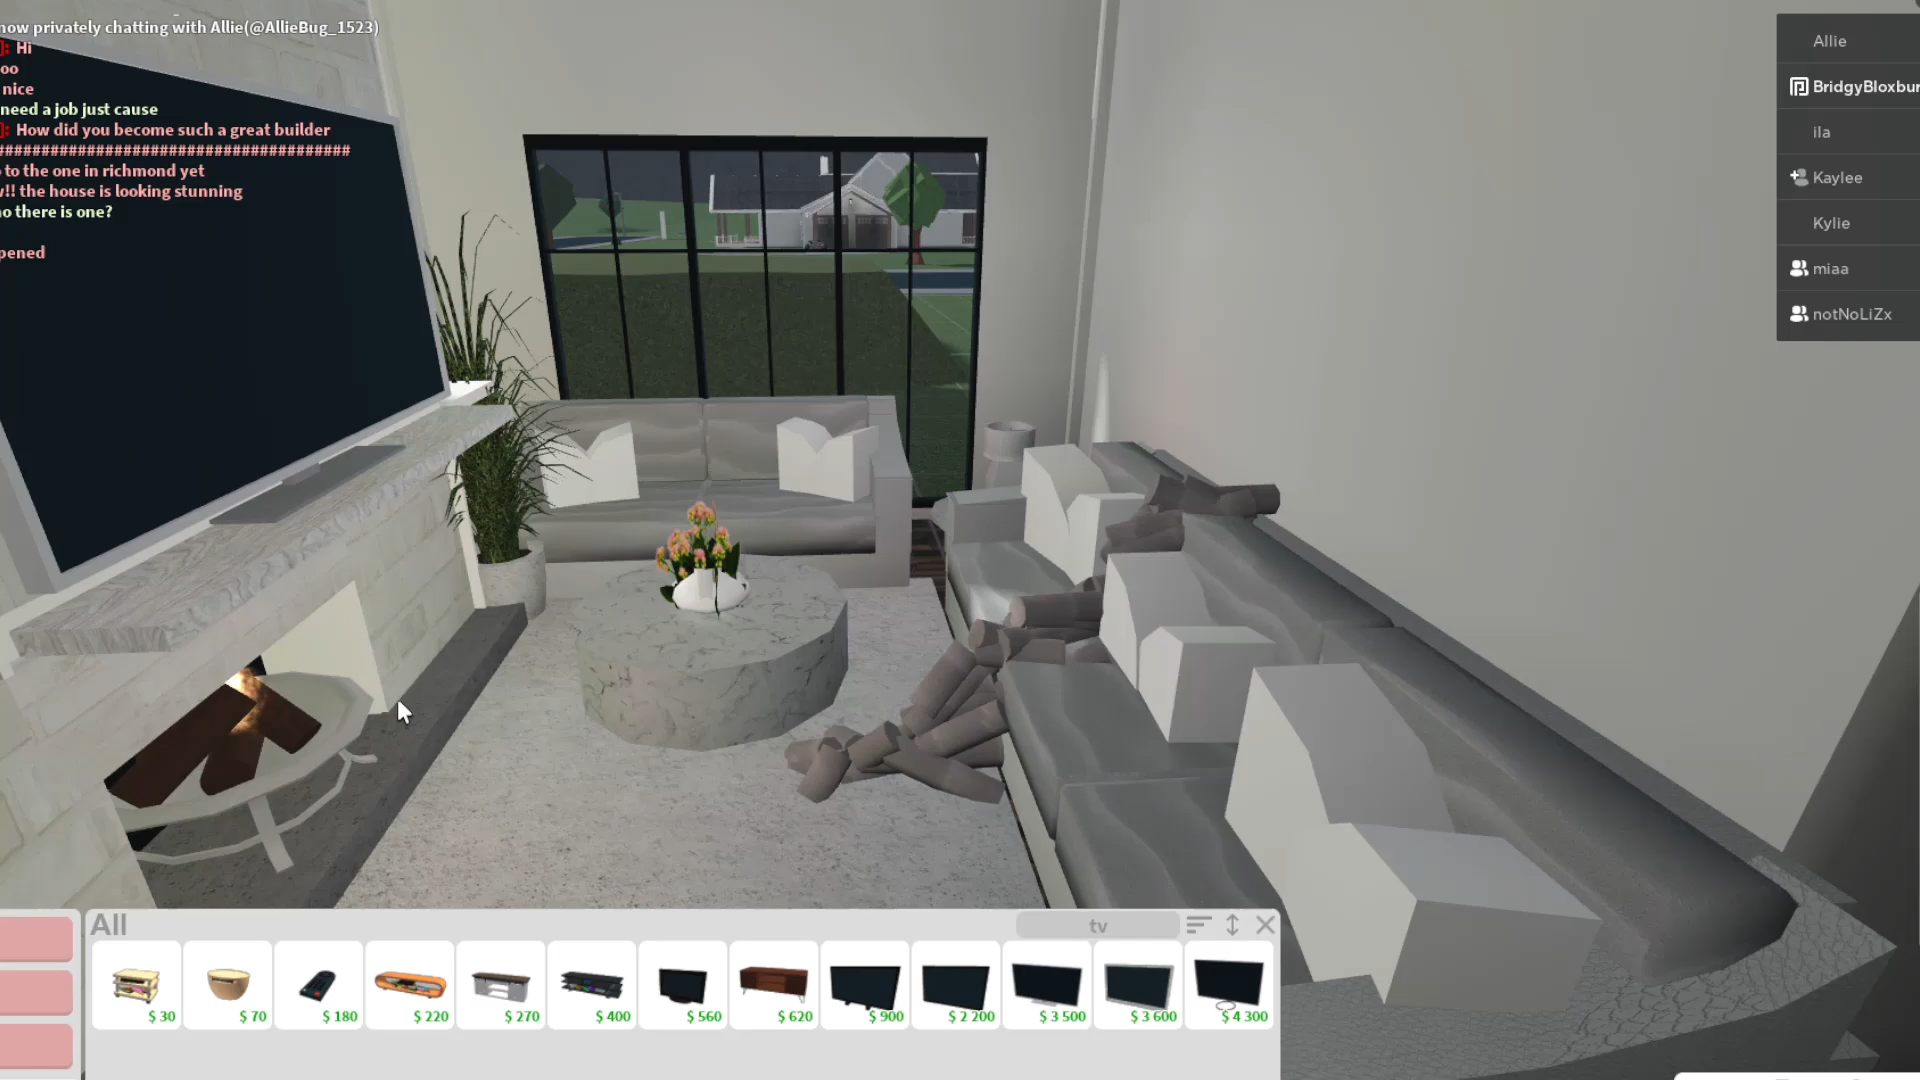 now privately chatting with Allie(@AllieBug_1523)
]: Hi
oo
nice
need a job just cause
]: How did you become such a great builder
#####################################
to the one in richmond yet
!! the house is looking stunning
o there is one?
pened
Allie
BridgyBloxbur
ila
Kaylee
Kylie
miaa
notNoLiZx
All
tv
$ 30
$ 70
$ 180
$ 220
$ 270
$ 400
$ 560
$ 620
$ 900
$ 2 200
$ 3 500
$ 3 600
$ 4 300